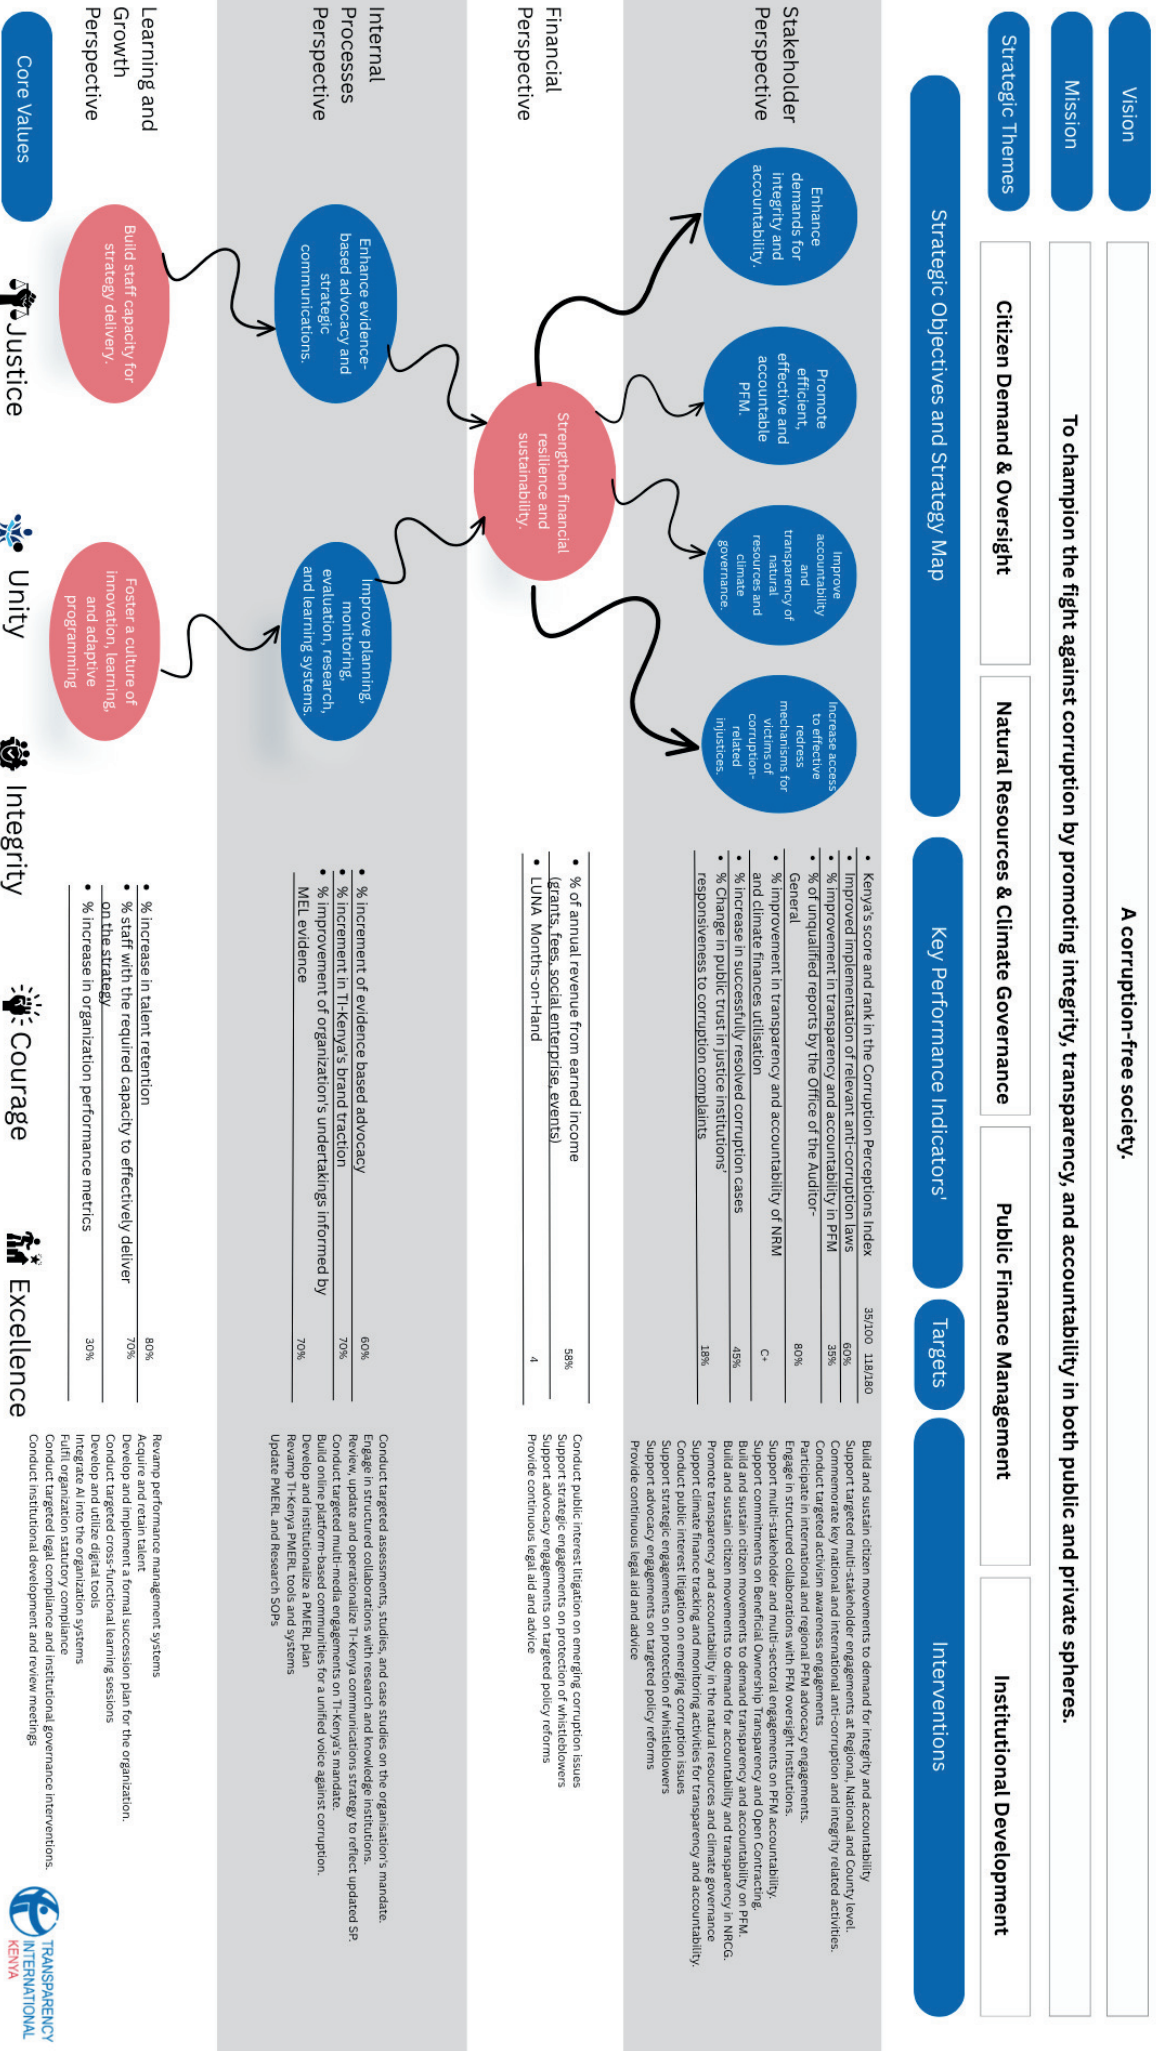 Vision
A corruption-free society.
Mission
To champion the fight against corruption by promoting integrity, transparency, and accountability in both public and private spheres.
Strategic Themes
Citizen Demand & Oversight
Natural Resources & Climate Governance
Public Finance Management
Institutional Development
Strategic Objectives and Strategy Map
Key Performance Indicators'
Targets
Interventions
Stakeholder
Perspective
Enhance
demands for
integrity and
accountability.
Promote
efficient,
effective and
accountable
PFM.
Improve
accountability
and
transparency of
natural
resources and
climate
governance.
Increase access
to effective
redress
mechanisms for
victims of
corruption-
related
injustices.
• Kenya's score and rank in the Corruption Perceptions Index 35/100 118/180
• Improved implementation of relevant anti-corruption laws 60%
• % improvement in transparency and accountability in PFM 35%
• % of unqualified reports by the Office of the Auditor-
General 80%
• % improvement in transparency and accountability of NRM
and climate finances utilisation C+
• % increase in successfully resolved corruption cases 45%
• % Change in public trust in justice institutions'
responsiveness to corruption complaints 18%
Build and sustain citizen movements to demand for integrity and accountability
Support targeted multi-stakeholder engagements at Regional, National and County level.
Commemorate key national and international anti-corruption and integrity related activities.
Conduct targeted activism awareness engagements
Participate in international and regional PFM advocacy engagements.
Engage in structured collaborations with PFM oversight Institutions.
Support multi-stakeholder and multi-sectoral engagements on PFM accountability.
Support commitments on Beneficial Ownership Transparency and Open Contracting.
Build and sustain citizen movements to demand transparency and accountability on PFM.
Build and sustain citizen movements to demand for accountability and transparency in NRCG.
Promote transparency and accountability in the natural resources and climate governance
Support climate finance tracking and monitoring activities for transparency and accountability.
Conduct public interest litigation on emerging corruption issues
Support strategic engagements on protection of whistleblowers
Support advocacy engagements on targeted policy reforms
Provide continuous legal aid and advice
Financial
Perspective
Strengthen financial
resilience and
sustainability.
• % of annual revenue from earned income
(grants, fees, social enterprise, events) 58%
• LUNA Months-on-Hand 4
Conduct public interest litigation on emerging corruption issues
Support strategic engagements on protection of whistleblowers
Support advocacy engagements on targeted policy reforms
Provide continuous legal aid and advice
Internal
Processes
Perspective
Enhance evidence-
based advocacy and
strategic
communications.
Improve planning,
monitoring,
evaluation, research,
and learning systems.
• % increment of evidence based advocacy 60%
• % increment in TI-Kenya's brand traction 70%
• % improvement of organization's undertakings informed by
MEL evidence 70%
Conduct targeted assessments, studies, and case studies on the organisation's mandate.
Engage in structured collaborations with research and knowledge institutions.
Review, update and operationalize TI-Kenya communications strategy to reflect updated SP.
Conduct targeted multi-media engagements on TI-Kenya's mandate.
Build online platform-based communities for a unified voice against corruption.
Develop and institutionalize a PMERL plan
Revamp TI-Kenya PMERL tools and systems
Update PMERL and Research SOPs
Learning and
Growth
Perspective
Build staff capacity for
strategy delivery.
Foster a culture of
innovation, learning,
and adaptive
programming
• % increase in talent retention 80%
• % staff with the required capacity to effectively deliver
on the strategy 70%
• % increase in organization performance metrics 30%
Revamp performance management systems
Acquire and retain talent
Develop and implement a formal succession plan for the organization.
Conduct targeted cross-functional learning sessions
Develop and utilize digital tools
Integrate AI into the organization systems
Fulfil organization statutory compliance
Conduct targeted legal compliance and institutional governance interventions.
Conduct institutional development and review meetings
Core Values
Justice
Unity
Integrity
Courage
Excellence
TRANSPARENCY
INTERNATIONAL
KENYA